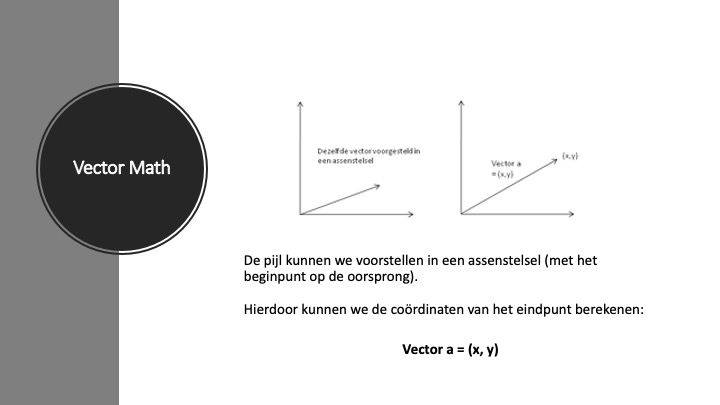 Vector Math
Dezelfde vector voorgesteld in
een assenstelsel
Vector a
= (x,y)
(x,y)
De pijl kunnen we voorstellen in een assenstelsel (met het
beginpunt op de oorsprong).
Hierdoor kunnen we de coördinaten van het eindpunt berekenen:
Vector a = (x, y)